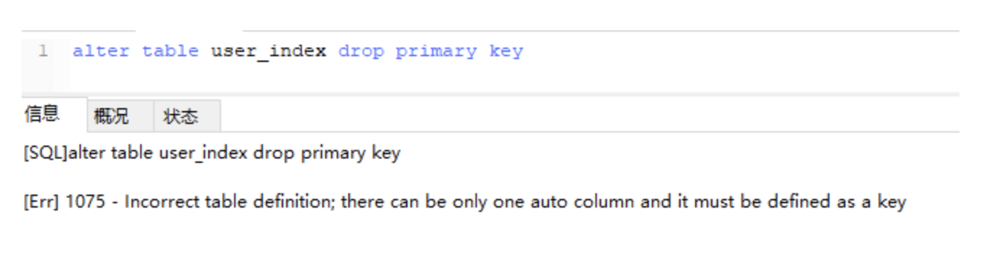 1 alter table user_index drop primary key
信息 概况 状态
[SQL]alter table user_index drop primary key
[Err] 1075 - Incorrect table definition; there can be only one auto column and it must be defined as a key